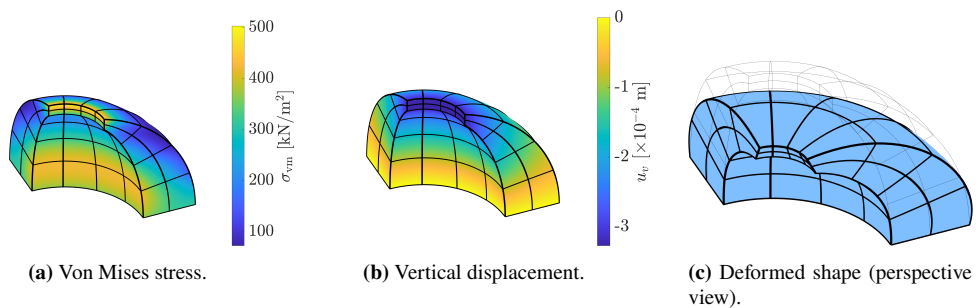 500
400
300
200
100
σvm [kN/m²]
0
-1
-2
-3
uv [×10⁻⁴ m]
(a) Von Mises stress.
(b) Vertical displacement.
(c) Deformed shape (perspective
view).